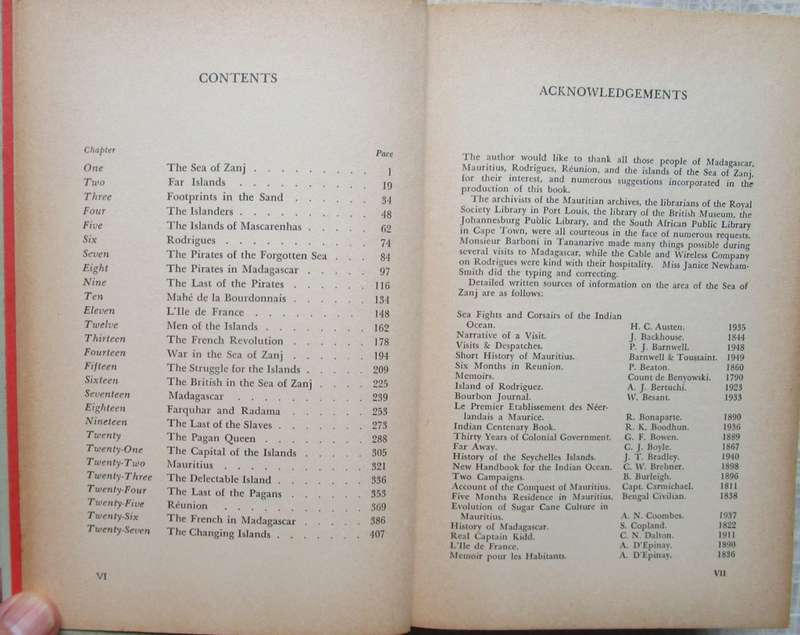 CONTENTS
Chapter Pace
One The Sea of Zanj . . . . . . . . . 1
Two Far Islands . . . . . . . . . 19
Three Footprints in the Sand . . . . . . 34
Four The Islanders . . . . . . . . . 48
Five The Islands of Mascarenhas . . . . . 62
Six Rodrigues . . . . . . . . . . 74
Seven The Pirates of the Forgotten Sea . . . 84
Eight The Pirates in Madagascar . . . . . 97
Nine The Last of the Pirates . . . . . . 116
Ten Mahé de la Bourdonnais . . . . . . 134
Eleven L'Ile de France . . . . . . . . 148
Twelve Men of the Islands . . . . . . . 162
Thirteen The French Revolution . . . . . . 178
Fourteen War in the Sea of Zanj . . . . . . 194
Fifteen The Struggle for the Islands . . . . . 209
Sixteen The British in the Sea of Zanj . . . . 225
Seventeen Madagascar . . . . . . . . . 239
Eighteen Farquhar and Radama . . . . . . 253
Nineteen The Last of the Slaves . . . . . . 273
Twenty The Pagan Queen . . . . . . . 288
Twenty-One The Capital of the Islands . . . . . 305
Twenty-Two Mauritius . . . . . . . . . . 321
Twenty-Three The Delectable Island . . . . . . 336
Twenty-Four The Last of the Pagans . . . . . . 353
Twenty-Five Réunion . . . . . . . . . . 369
Twenty-Six The French in Madagascar . . . . . 386
Twenty-Seven The Changing Islands . . . . . . 407
VI
ACKNOWLEDGEMENTS
The author would like to thank all those people of Madagascar,
Mauritius, Rodrigues, Réunion, and the islands of the Sea of Zanj,
for their interest, and numerous suggestions incorporated in the
production of this book.
The archivists of the Mauritian archives, the librarians of the Royal
Society Library in Port Louis, the library of the British Museum, the
Johannesburg Public Library, and the South African Public Library
in Cape Town, were all courteous in the face of numerous requests.
Monsieur Barboni in Tananarive made many things possible during
several visits to Madagascar, while the Cable and Wireless Company
on Rodrigues were kind with their hospitality. Miss Janice Newham-
Smith did the typing and correcting.
Detailed written sources of information on the area of the Sea of
Zanj are as follows:
Sea Fights and Corsairs of the Indian
Ocean. H. C. Austen. 1935
Narrative of a Visit. J. Backhouse. 1844
Visits & Despatches. P. J. Barnwell. 1948
Short History of Mauritius. Barnwell & Toussaint. 1949
Six Months in Reunion. P. Beaton. 1860
Memoirs. Count de Benyowski. 1790
Island of Rodriguez. A. J. Bertuchi. 1923
Bourbon Journal. W. Besant. 1933
Le Premier Etablissement des Néer-
landais a Maurice. R. Bonaparte. 1890
Indian Centenary Book. R. K. Boodhun. 1936
Thirty Years of Colonial Government. G. F. Bowen. 1889
Far Away. C. J. Boyle. 1867
History of the Seychelles Islands. J. T. Bradley. 1940
New Handbook for the Indian Ocean. C. W. Brebner. 1898
Two Campaigns. B. Burleigh. 1896
Account of the Conquest of Mauritius. Capt. Carmichael. 1811
Five Months Residence in Mauritius. Bengal Civilian. 1838
Evolution of Sugar Cane Culture in
Mauritius. A. N. Coombes. 1937
History of Madagascar. S. Copland. 1822
Real Captain Kidd. C. N. Dalton. 1911
L'Ile de France. A. D'Epinay. 1890
Memoir pour les Habitants. A. D'Epinay. 1836
VII